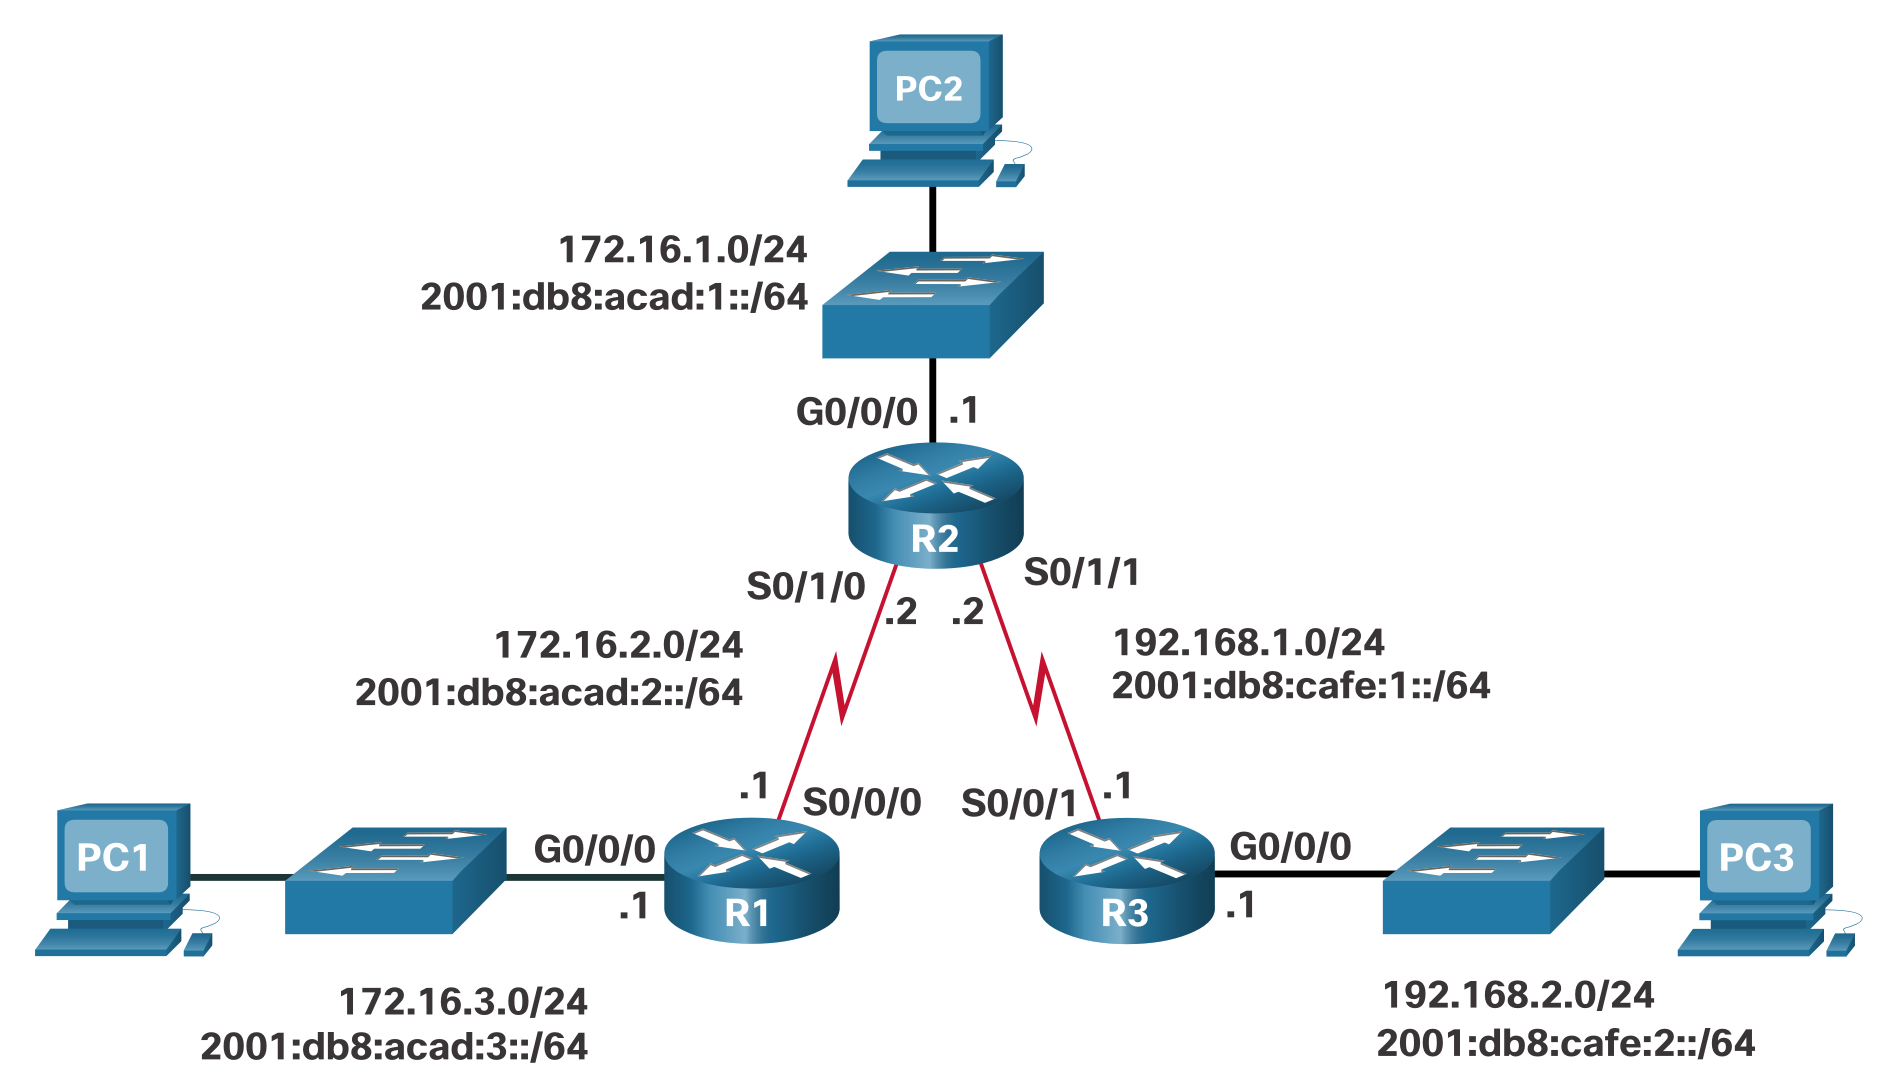 PC2
172.16.1.0/24
2001:db8:acad:1::/64
G0/0/0
.1
R2
S0/1/0
S0/1/1
.2
.2
172.16.2.0/24
2001:db8:acad:2::/64
192.168.1.0/24
2001:db8:cafe:1::/64
.1
S0/0/0
S0/0/1
.1
PC1
G0/0/0
.1
R1
R3
G0/0/0
.1
PC3
172.16.3.0/24
2001:db8:acad:3::/64
192.168.2.0/24
2001:db8:cafe:2::/64